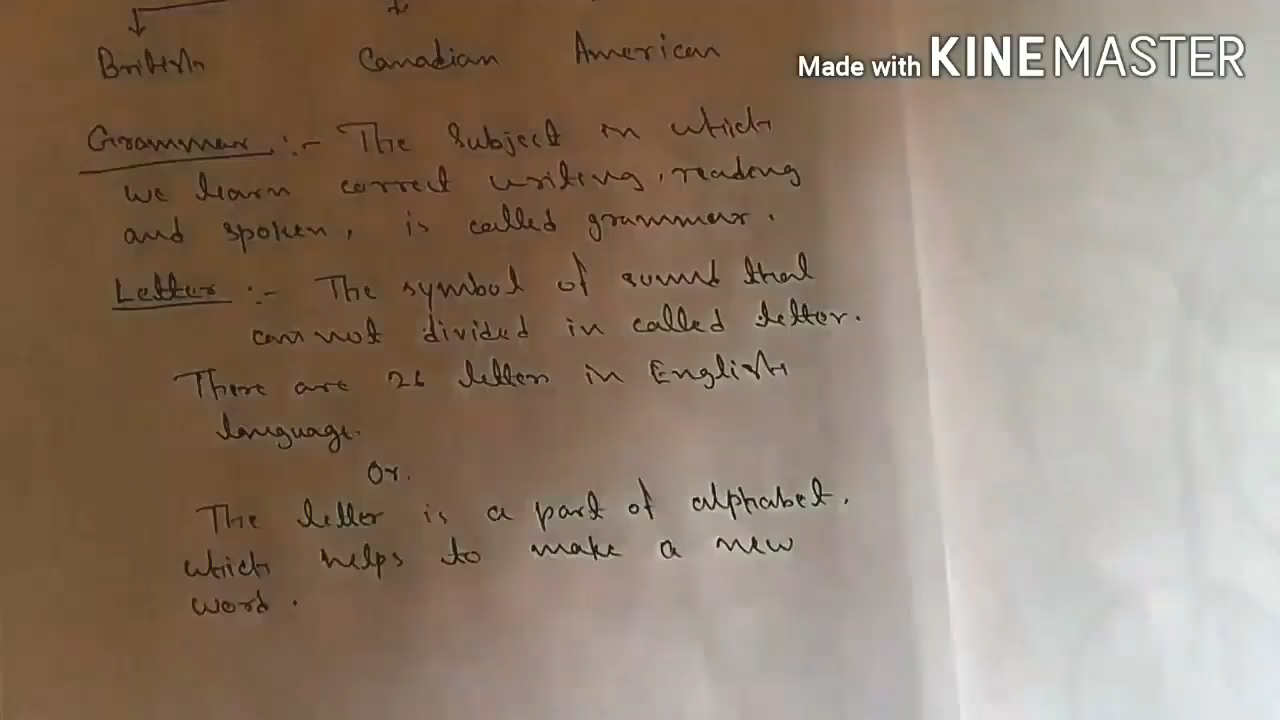 British Canadian American
Made with KINEMASTER
Grammar :- The subject in which
we learn correct writing, reading
and spoken, is called grammar.
Letter :- The symbol of sound that
can not divided in called letter.
There are 26 letters in English
language.
Or.
The letter is a part of alphabet.
which helps to make a new
word.